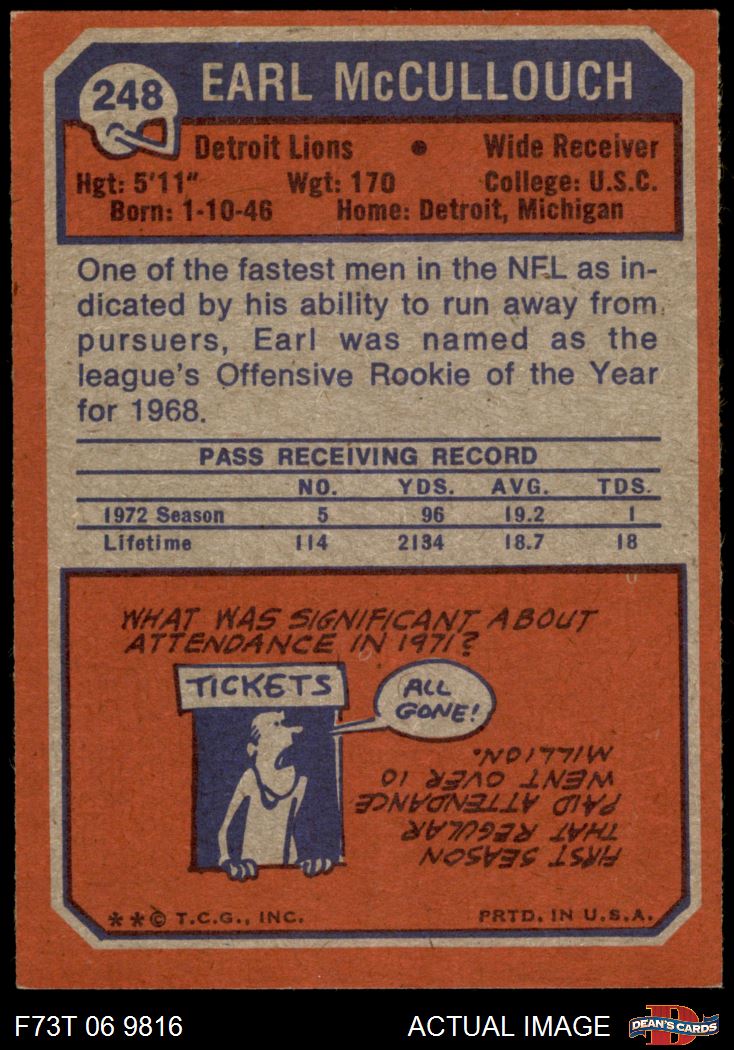 248
EARL McCULLOUCH
Detroit Lions • Wide Receiver
Hgt: 5'11" Wgt: 170 College: U.S.C.
Born: 1-10-46 Home: Detroit, Michigan
One of the fastest men in the NFL as in-
dicated by his ability to run away from
pursuers, Earl was named as the
league's Offensive Rookie of the Year
for 1968.
PASS RECEIVING RECORD
NO. YDS. AVG. TDS.
1972 Season 5 96 19.2 1
Lifetime 114 2134 18.7 18
WHAT WAS SIGNIFICANT ABOUT
ATTENDANCE IN 1971?
TICKETS
ALL
GONE!
FIRST SEASON
THAT REGULAR
PAID ATTENDANCE
WENT OVER 10
MILLION.
**© T.C.G., INC. PRTD. IN U.S.A.
F73T 06 9816 ACTUAL IMAGE
D
DEAN'S CARDS